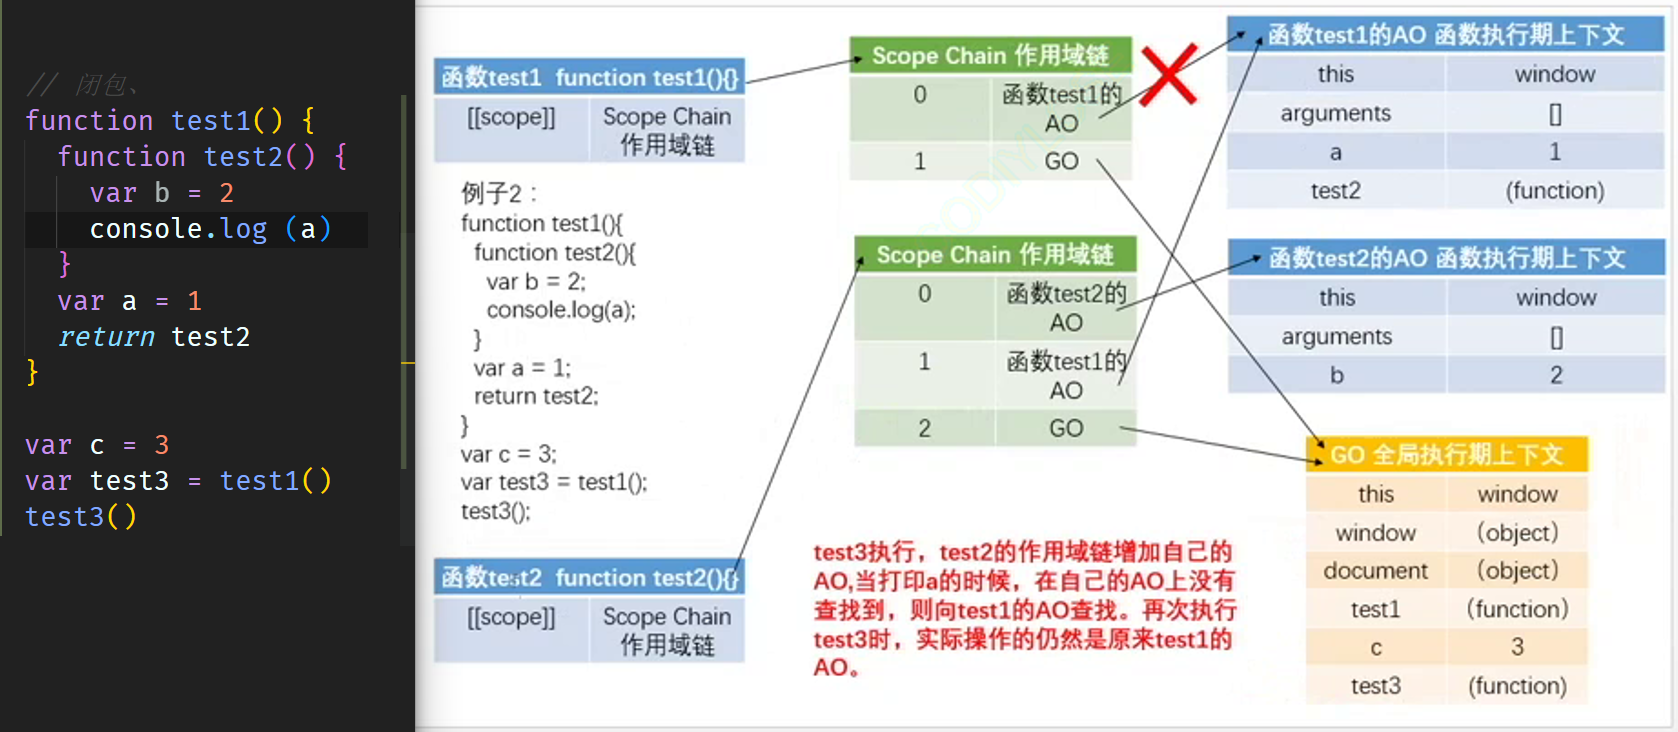 // 闭包、
function test1() {
function test2() {
var b = 2
console.log (a)
}
var a = 1
return test2
}
var c = 3
var test3 = test1()
test3()
函数test1 function test1(){}
[[scope]] Scope Chain
作用域链
例子2：
function test1(){
function test2(){
var b = 2;
console.log(a);
}
var a = 1;
return test2;
}
var c = 3;
var test3 = test1();
test3();
函数test2 function test2(){}
[[scope]] Scope Chain
作用域链
Scope Chain 作用域链
0 函数test1的
AO
1 GO
Scope Chain 作用域链
0 函数test2的
AO
1 函数test1的
AO
2 GO
test3执行，test2的作用域链增加自己的
AO,当打印a的时候，在自己的AO上没有
查找到，则向test1的AO查找。再次执行
test3时，实际操作的仍然是原来test1的
AO。
函数test1的AO 函数执行期上下文
this window
arguments []
a 1
test2 (function)
函数test2的AO 函数执行期上下文
this window
arguments []
b 2
GO 全局执行期上下文
this window
window (object)
document (object)
test1 (function)
c 3
test3 (function)